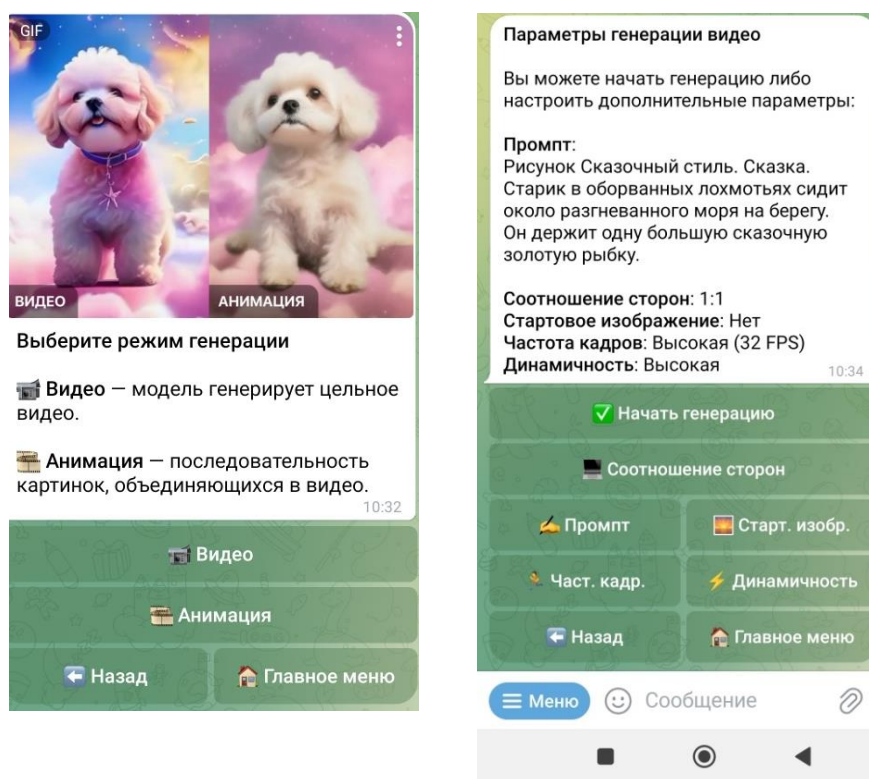 GIF
ВИДЕО
АНИМАЦИЯ
Выберите режим генерации
📹 Видео — модель генерирует цельное
видео.
🎞 Анимация — последовательность
картинок, объединяющихся в видео.
10:32
📹 Видео
🎞 Анимация
⬅️ Назад
🏠 Главное меню
Параметры генерации видео
Вы можете начать генерацию либо
настроить дополнительные параметры:
Промпт:
Рисунок Сказочный стиль. Сказка.
Старик в оборванных лохмотьях сидит
около разгневанного моря на берегу.
Он держит одну большую сказочную
золотую рыбку.
Соотношение сторон: 1:1
Стартовое изображение: Нет
Частота кадров: Высокая (32 FPS)
Динамичность: Высокая
10:34
✅ Начать генерацию
💻 Соотношение сторон
✍️ Промпт
🌅 Старт. изобр.
🏃 Част. кадр.
⚡ Динамичность
⬅️ Назад
🏠 Главное меню
Меню
Сообщение